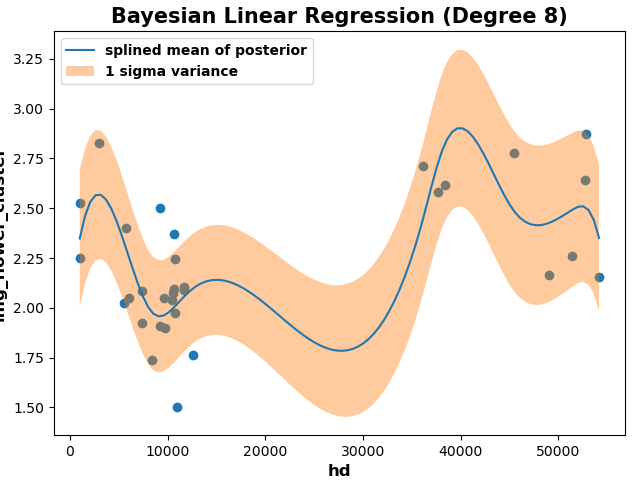 Bayesian Linear Regression (Degree 8)
splined mean of posterior
1 sigma variance
3.25
3.00
2.75
2.50
2.25
2.00
1.75
1.50
0 10000 20000 30000 40000 50000
hd